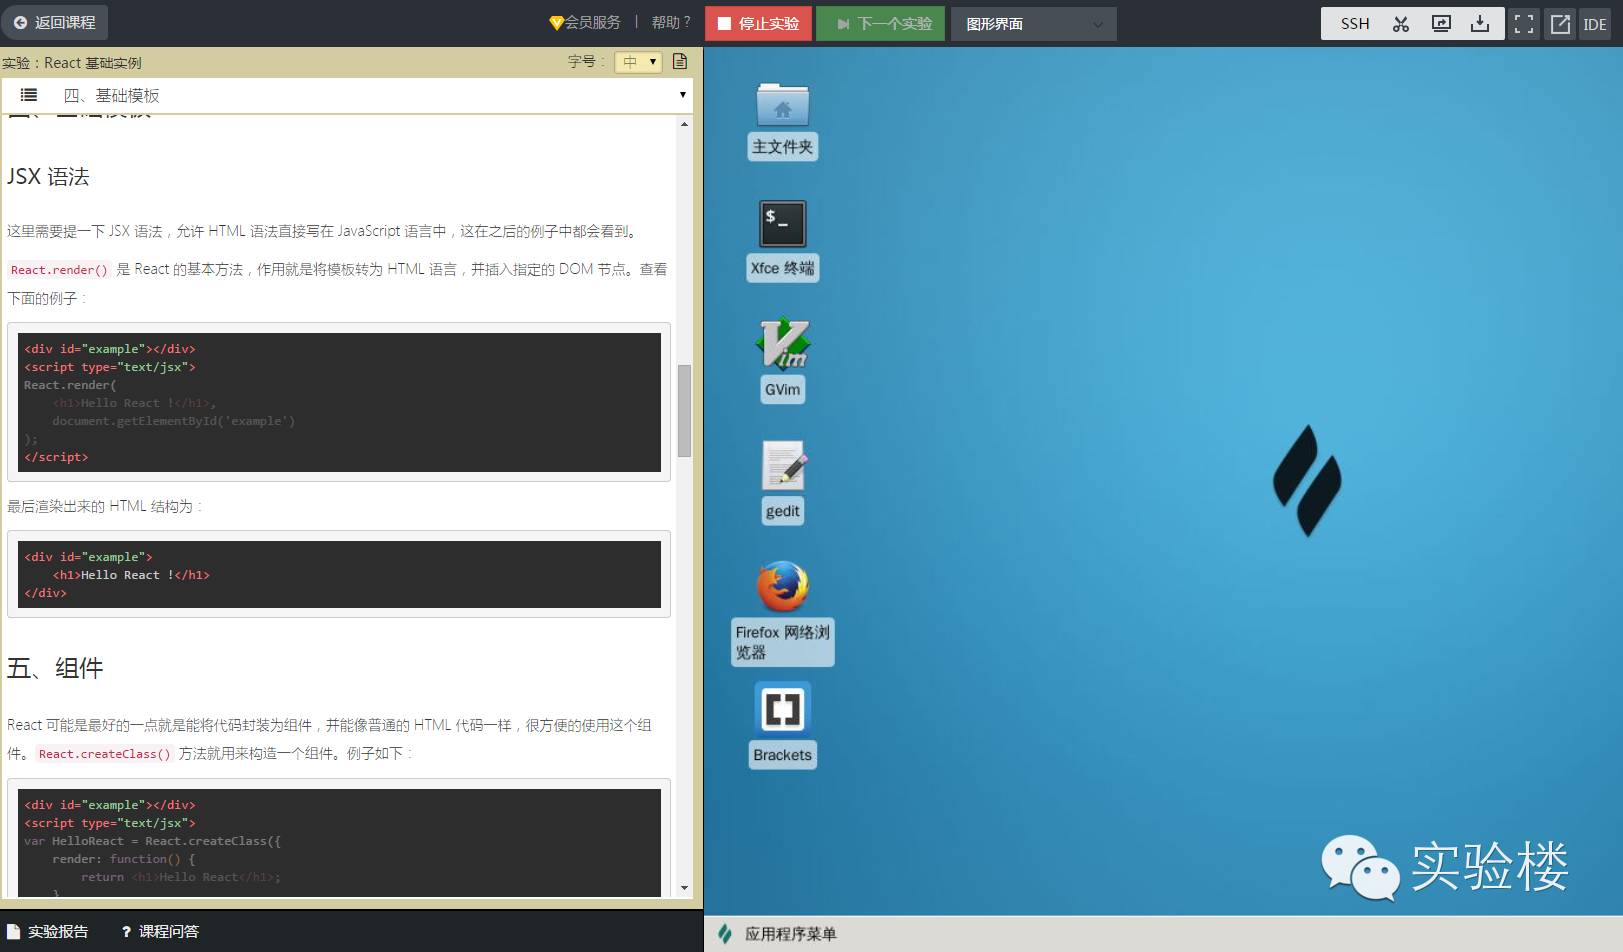 返回课程
会员服务 | 帮助 ?
停止实验
下一个实验
图形界面
SSH
IDE
实验：React 基础实例
字号：
中
四、基础模板
四、基础模板
JSX 语法
这里需要提一下 JSX 语法，允许 HTML 语法直接写在 JavaScript 语言中，这在之后的例子中都会看到。
React.render() 是 React 的基本方法，作用就是将模板转为 HTML 语言，并插入指定的 DOM 节点。查看
下面的例子：
<div id="example"></div>
<script type="text/jsx">
React.render(
    <h1>Hello React !</h1>,
    document.getElementById('example')
);
</script>
最后渲染出来的 HTML 结构为：
<div id="example">
    <h1>Hello React !</h1>
</div>
五、组件
React 可能是最好的一点就是能将代码封装为组件，并能像普通的 HTML 代码一样，很方便的使用这个组
件。React.createClass() 方法就用来构造一个组件。例子如下：
<div id="example"></div>
<script type="text/jsx">
var HelloReact = React.createClass({
    render: function() {
        return <h1>Hello React</h1>;
    }
实验报告
? 课程问答
主文件夹
$_
Xfce 终端
Vim
GVim
gedit
Firefox 网络浏
览器
Brackets
实验楼
应用程序菜单